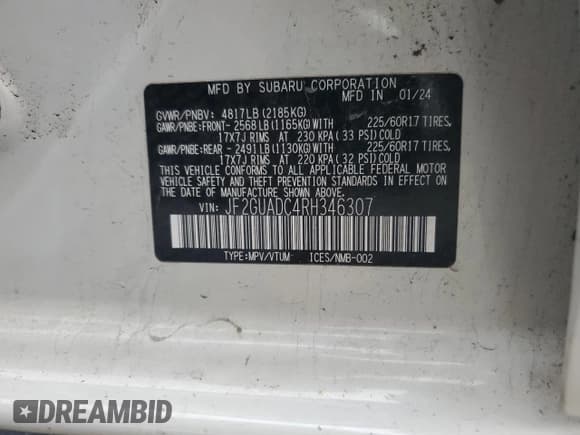 MFD BY SUBARU CORPORATION
MFD IN 01/24
GVWR/PNBV: 4817LB (2185KG)
GAWR/PNBE:FRONT- 2568LB (1165KG)WITH 225/60R17 TIRES,
17X7J RIMS AT 230 KPA (33 PSI)COLD
GAWR/PNBE:REAR - 2491LB (1130KG)WITH 225/60R17 TIRES,
17X7J RIMS AT 220 KPA (32 PSI)COLD
THIS VEHICLE CONFORMS TO ALL APPLICABLE FEDERAL MOTOR
VEHICLE SAFETY AND THEFT PREVENTION STANDARD IN EFFECT
ON THE DATE OF MANUFACTURE SHOWN ABOVE.
VIN: JF2GUADC4RH346307
TYPE:MPV/VTUM ICES/NMB-002
DREAMBID